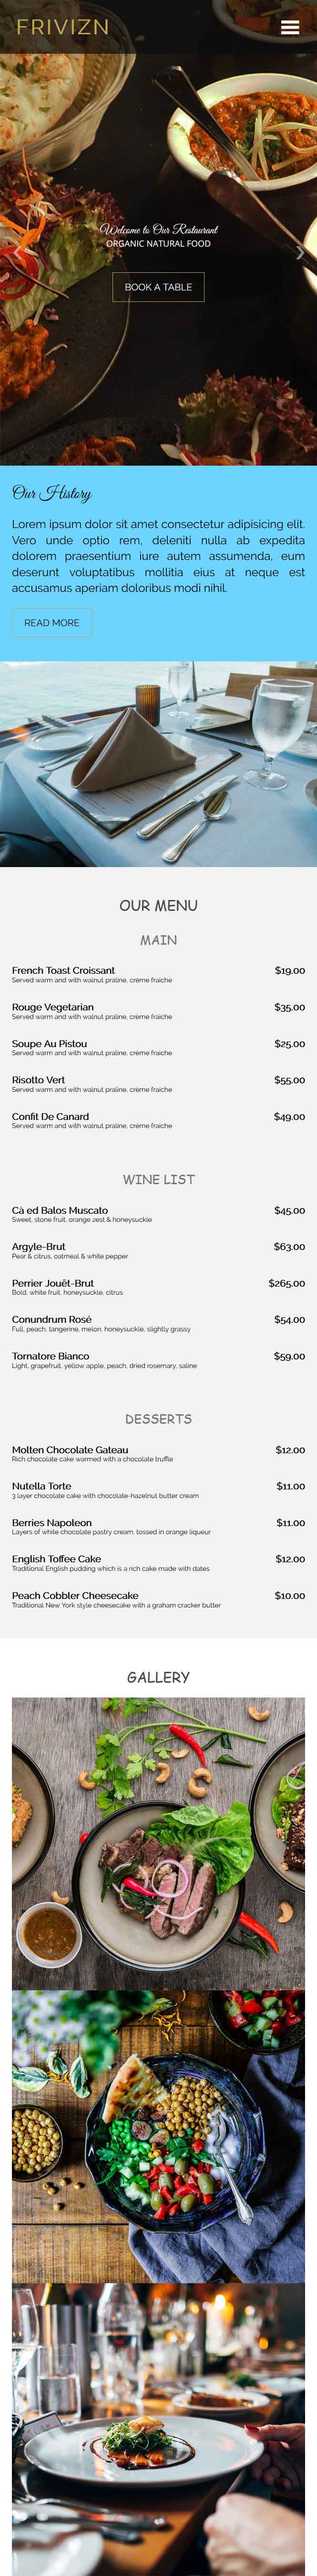 FRIVIZN
Welcome to Our Restaurant
ORGANIC NATURAL FOOD
BOOK A TABLE
Our History
Lorem ipsum dolor sit amet consectetur adipisicing elit.
Vero unde optio rem, deleniti nulla ab expedita
dolorem praesentium iure autem assumenda, eum
deserunt voluptatibus mollitia eius at neque est
accusamus aperiam doloribus modi nihil.
READ MORE
OUR MENU
MAIN
French Toast Croissant $19.00
Served warm and with walnut praline, crème fraiche
Rouge Vegetarian $35.00
Served warm and with walnut praline, crème fraiche
Soupe Au Pistou $25.00
Served warm and with walnut praline, crème fraiche
Risotto Vert $55.00
Served warm and with walnut praline, crème fraiche
Confit De Canard $49.00
Served warm and with walnut praline, crème fraiche
WINE LIST
Cà ed Balos Muscato $45.00
Sweet, stone fruit, orange zest & honeysuckle
Argyle-Brut $63.00
Pear & citrus, oatmeal & white pepper
Perrier Jouët-Brut $265.00
Bold, white fruit, honeysuckle, citrus
Conundrum Rosé $54.00
Full, peach, tangerine, melon, honeysuckle, slightly grassy
Tornatore Bianco $59.00
Light, grapefruit, yellow apple, peach, dried rosemary, saline
DESSERTS
Molten Chocolate Gateau $12.00
Rich chocolate cake warmed with a chocolate truffle
Nutella Torte $11.00
3 layer chocolate cake with chocolate-hazelnut butter cream
Berries Napoleon $11.00
Layers of white chocolate pastry cream, tossed in orange liqueur
English Toffee Cake $12.00
Traditional English pudding which is a rich cake made with dates
Peach Cobbler Cheesecake $10.00
Traditional New York style cheesecake with a graham cracker butter
GALLERY